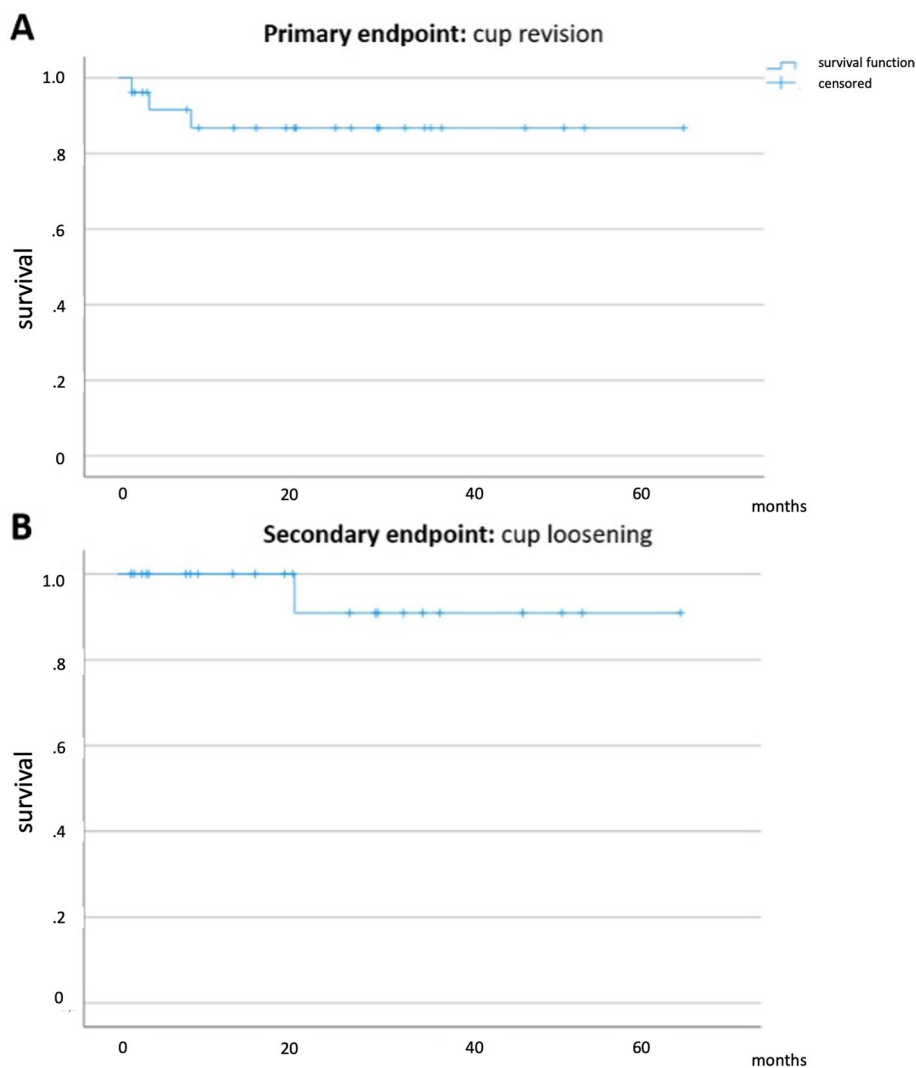 A
Primary endpoint: cup revision
survival function
censored
1.0
.8
.6
.4
.2
0
survival
0 20 40 60
months
B
Secondary endpoint: cup loosening
1.0
.8
.6
.4
.2
0
survival
0 20 40 60
months